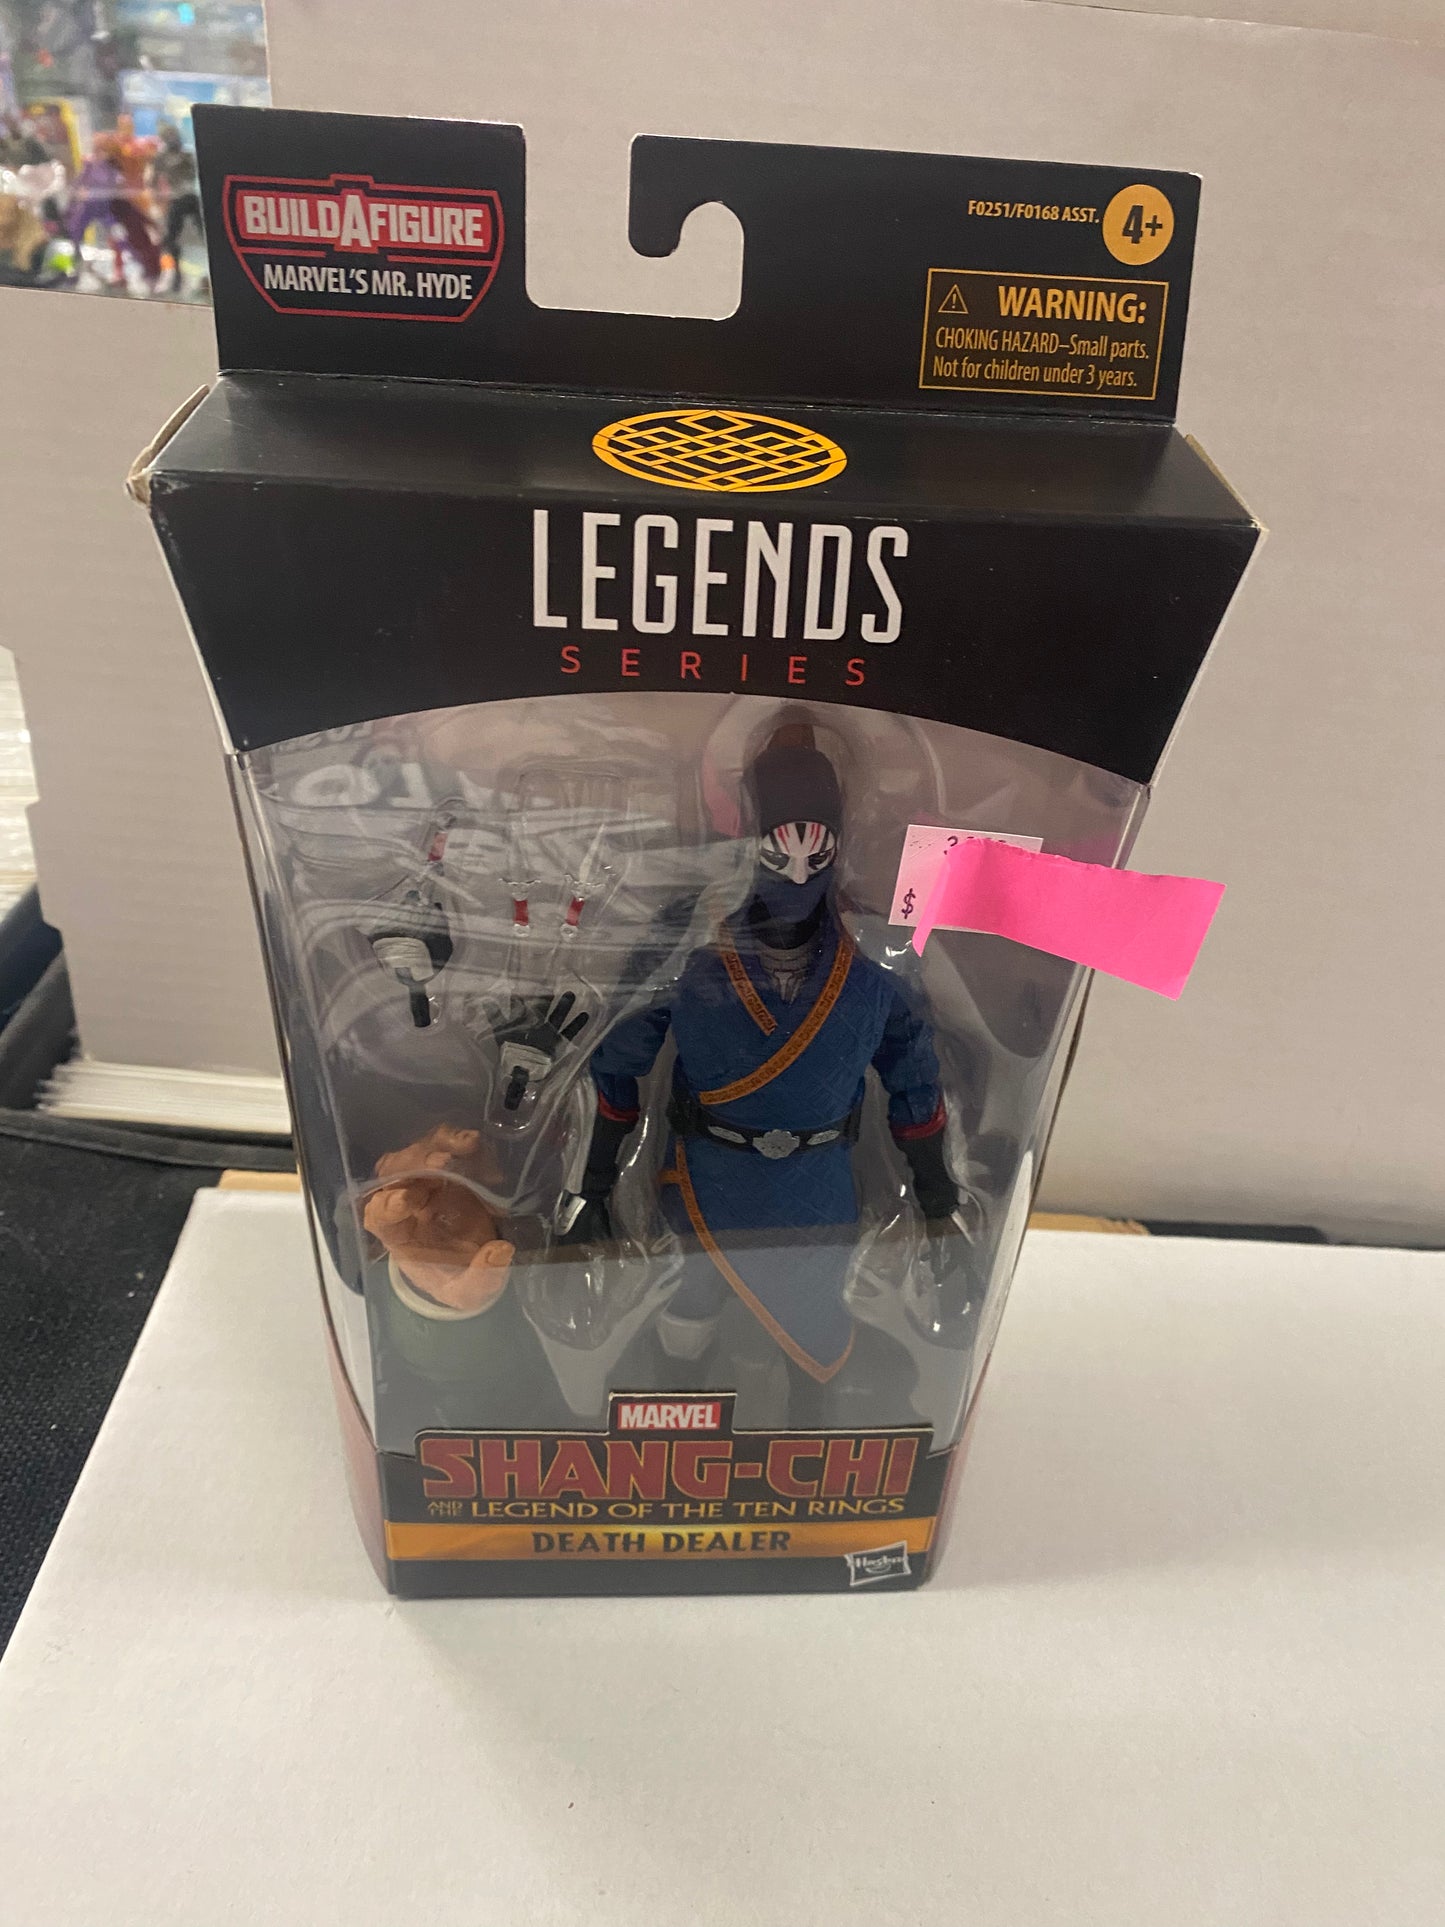 BUILDAFIGURE
MARVEL'S MR. HYDE
F0251/F0168 ASST.
4+
WARNING:
CHOKING HAZARD–Small parts.
Not for children under 3 years.
LEGENDS
SERIES
$
MARVEL
SHANG-CHI
AND THE LEGEND OF THE TEN RINGS
DEATH DEALER
Hasbro